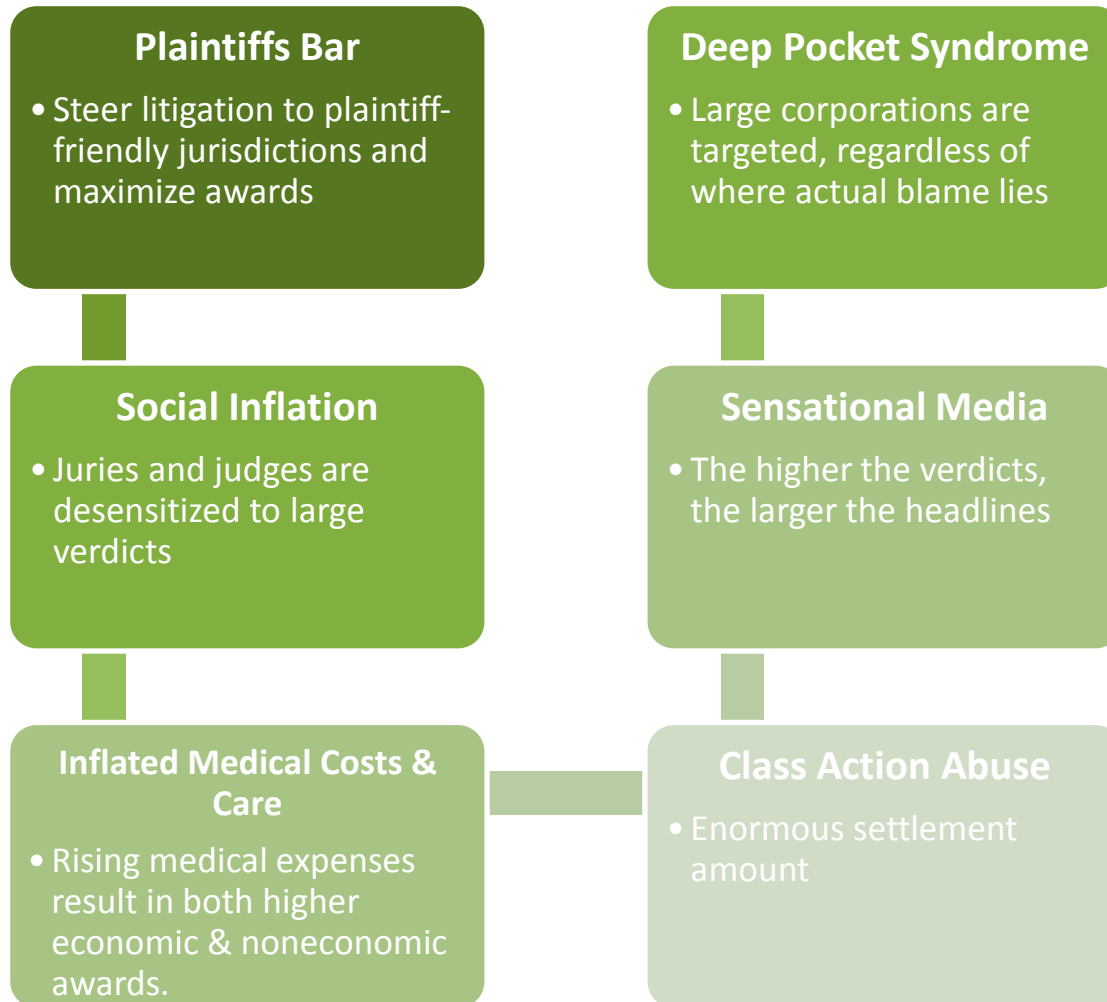 Plaintiffs Bar
• Steer litigation to plaintiff-
friendly jurisdictions and
maximize awards
Social Inflation
• Juries and judges are
desensitized to large
verdicts
Inflated Medical Costs &
Care
• Rising medical expenses
result in both higher
economic & noneconomic
awards.
Class Action Abuse
• Enormous settlement
amount
Sensational Media
• The higher the verdicts,
the larger the headlines
Deep Pocket Syndrome
• Large corporations are
targeted, regardless of
where actual blame lies